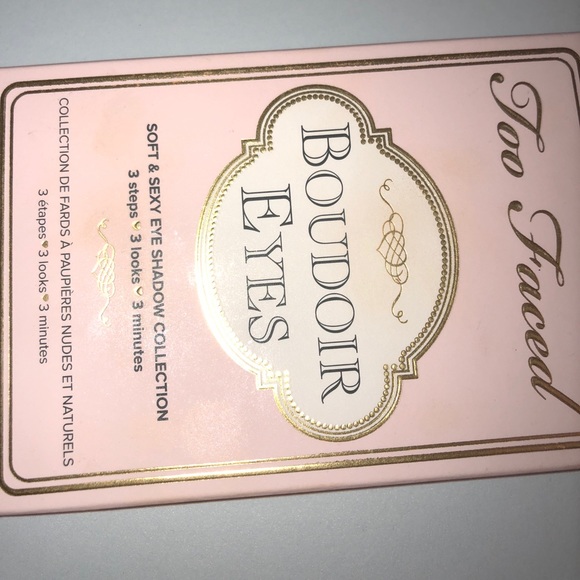 Too Faced
BOUDOIR
EYES
SOFT & SEXY EYE SHADOW COLLECTION
3 steps ♥ 3 looks ♥ 3 minutes
COLLECTION DE FARDS À PAUPIÈRES NUDES ET NATURELS
3 étapes ♥ 3 looks ♥ 3 minutes